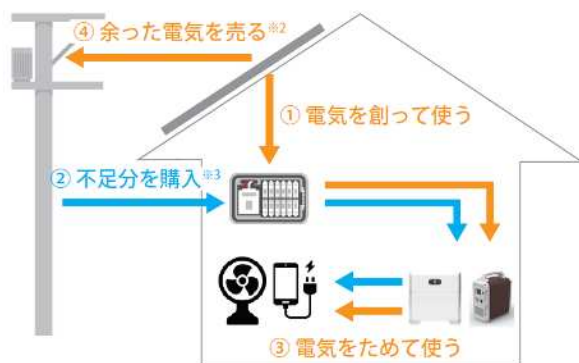 ④ 余った電気を売る※2
① 電気を創って使う
② 不足分を購入※3
③ 電気をためて使う